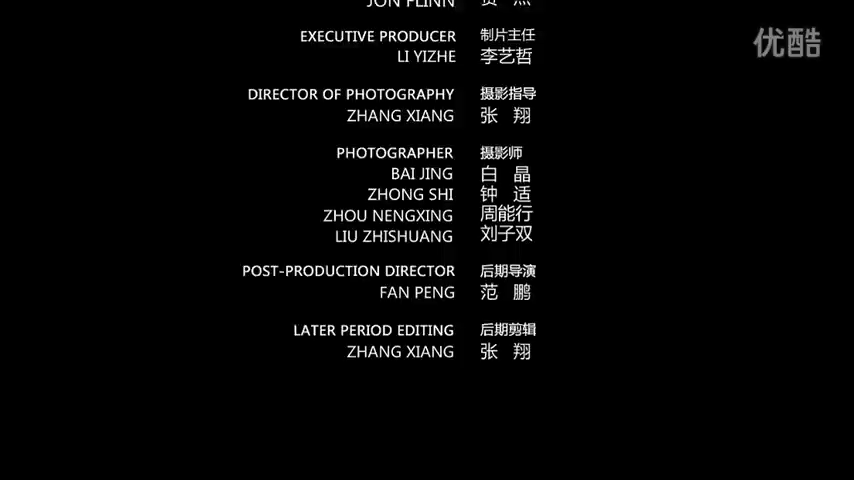 JON FLINN
EXECUTIVE PRODUCER 制片主任
LI YIZHE 李艺哲
DIRECTOR OF PHOTOGRAPHY 摄影指导
ZHANG XIANG 张 翔
PHOTOGRAPHER 摄影师
BAI JING 白 晶
ZHONG SHI 钟 适
ZHOU NENGXING 周能行
LIU ZHISHUANG 刘子双
POST-PRODUCTION DIRECTOR 后期导演
FAN PENG 范 鹏
LATER PERIOD EDITING 后期剪辑
ZHANG XIANG 张 翔
优酷